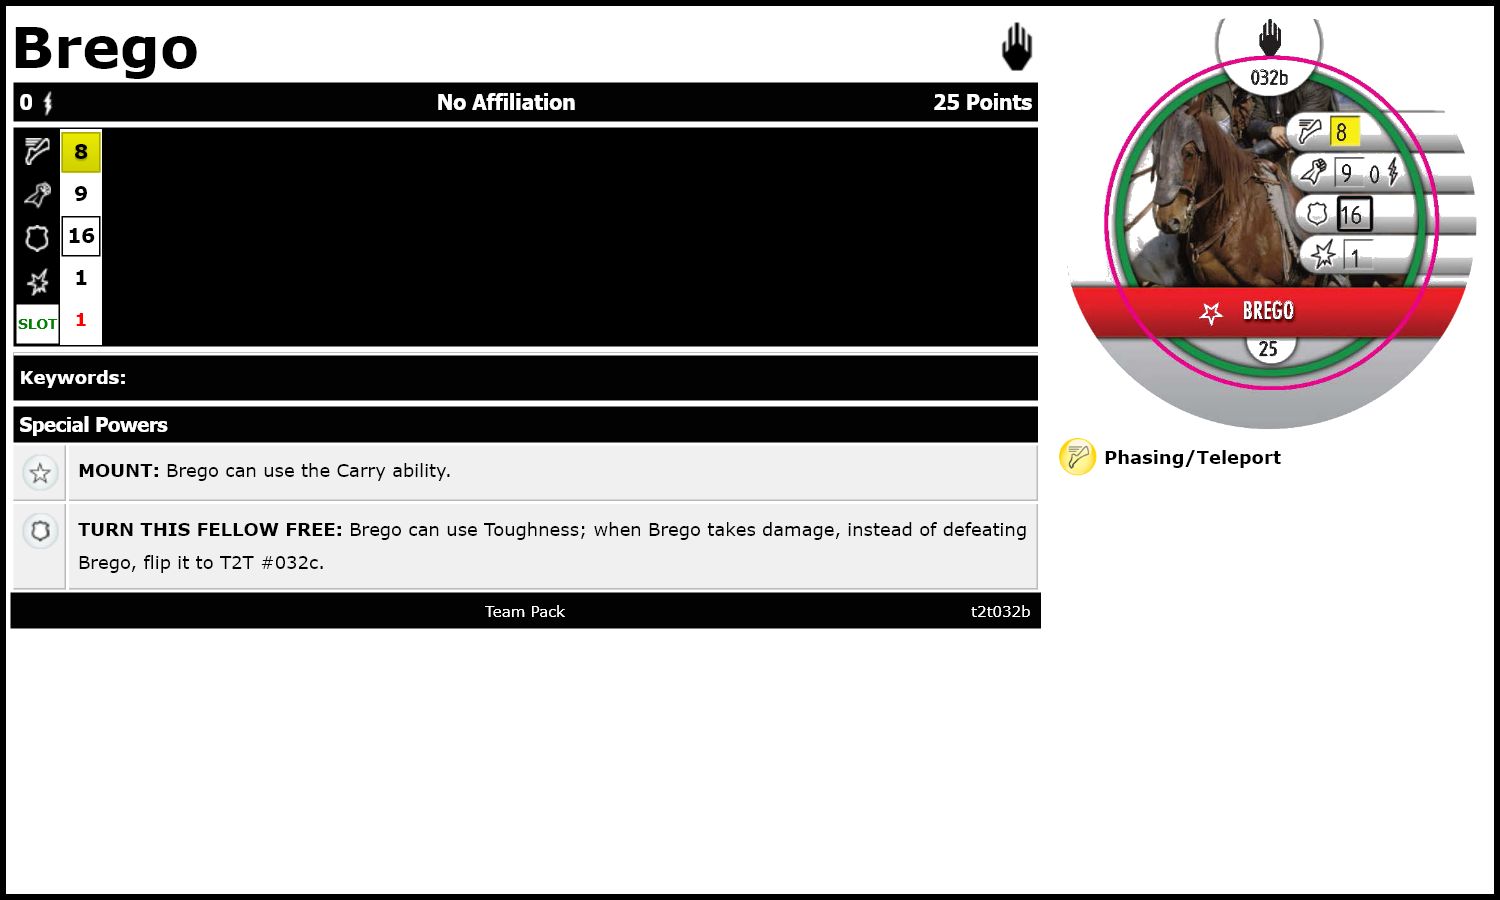 Brego
0 No Affiliation 25 Points
8
9
16
1
SLOT 1
Keywords:
Special Powers
MOUNT: Brego can use the Carry ability.
TURN THIS FELLOW FREE: Brego can use Toughness; when Brego takes damage, instead of defeating
Brego, flip it to T2T #032c.
Team Pack t2t032b
032b
8
9 0
16
1
BREGO
25
Phasing/Teleport